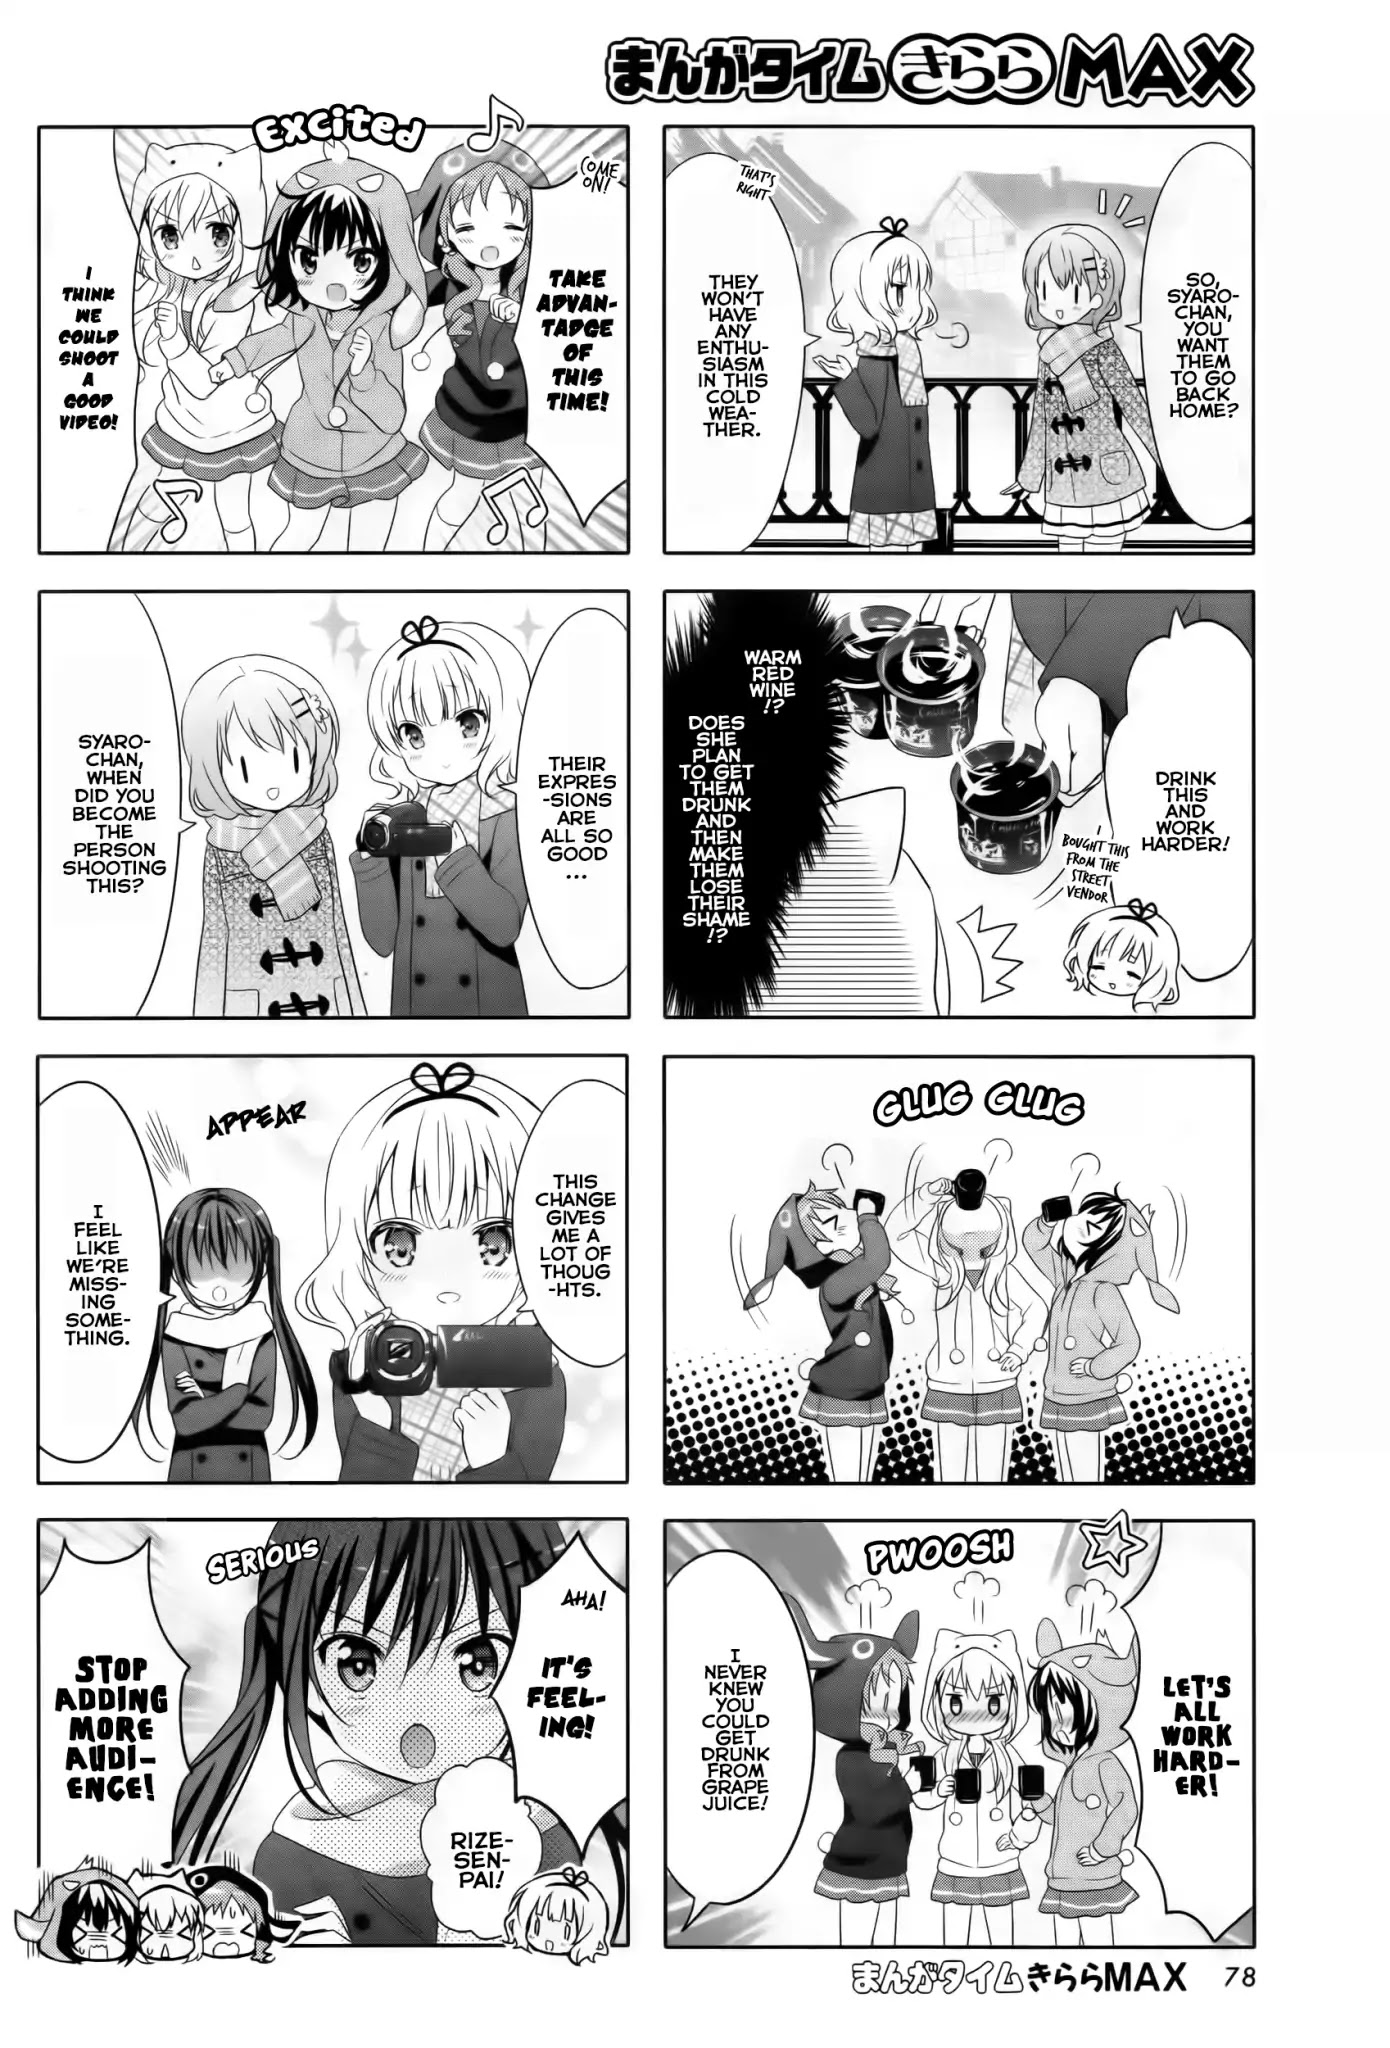 まんがタイムきららMAX
SO,
SYARO-
CHAN,
YOU
WANT
THEM
TO GO
BACK
HOME?
THAT'S
RIGHT
THEY
WON'T
HAVE
ANY
ENTHU-
SIASM
IN THIS
COLD
WEA-
THER.
DRINK
THIS
AND
WORK
HARDER!
I
BOUGHT THIS
FROM THE
STREET
VENDOR
WARM
RED
WINE
!?
DOES
SHE
PLAN
TO GET
THEM
DRUNK
AND
THEN
MAKE
THEM
LOSE
THEIR
SHAME
!?
GLUG GLUG
PWOOSH
LET'S
ALL
WORK
HARD-
ER!
I
NEVER
KNEW
YOU
COULD
GET
DRUNK
FROM
GRAPE
JUICE!
Excited
COME
ON!
TAKE
ADVAN-
TADGE
OF
THIS
TIME!
I
THINK
WE
COULD
SHOOT
A
GOOD
VIDEO!
THEIR
EXPRES
-SIONS
ARE
ALL SO
GOOD
...
SYARO-
CHAN,
WHEN
DID YOU
BECOME
THE
PERSON
SHOOTING
THIS?
THIS
CHANGE
GIVES
ME A
LOT OF
THOUG
-HTS.
APPEAR
I
FEEL
LIKE
WE'RE
MISS-
ING
SOME-
THING.
SERIOUS
AHA!
IT'S
FEEL-
ING!
STOP
ADDING
MORE
AUDI-
ENCE!
RIZE-
SEN-
PAI!
まんがタイムきららMAX 78